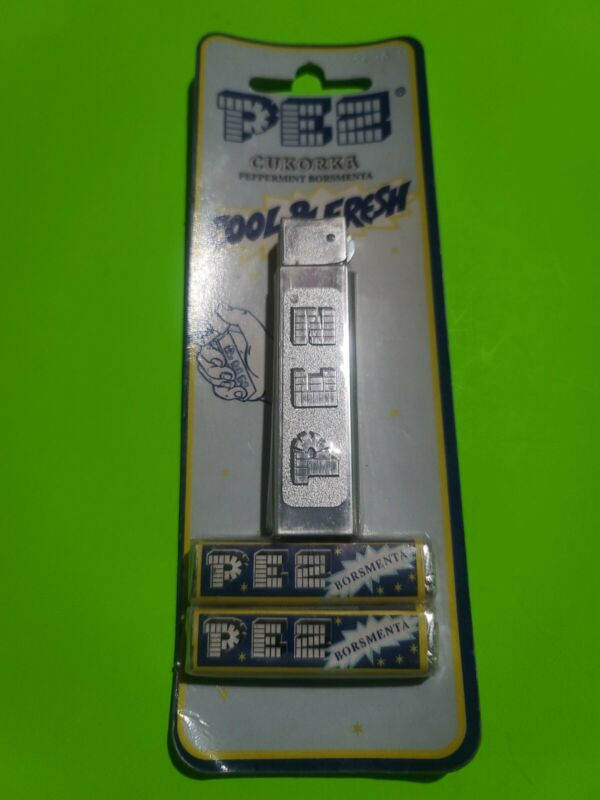 PEZ®
CUKORKA
PEPPERMINT BORSMENTA
COOL & FRESH
PEZ
PEZ BORSMENTA
PEZ BORSMENTA